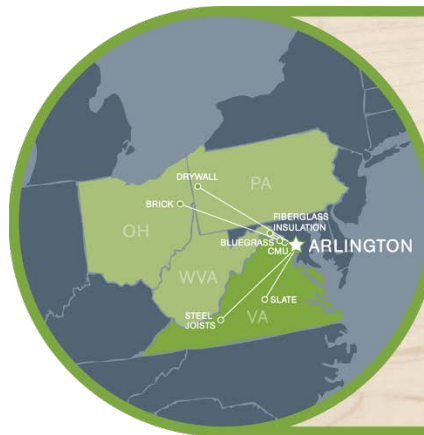 DRYWALL
PA
BRICK
FIBERGLASS
INSULATION
OH
BLUEGRASS
ARLINGTON
CMU
WVA
SLATE
STEEL
JOISTS
VA